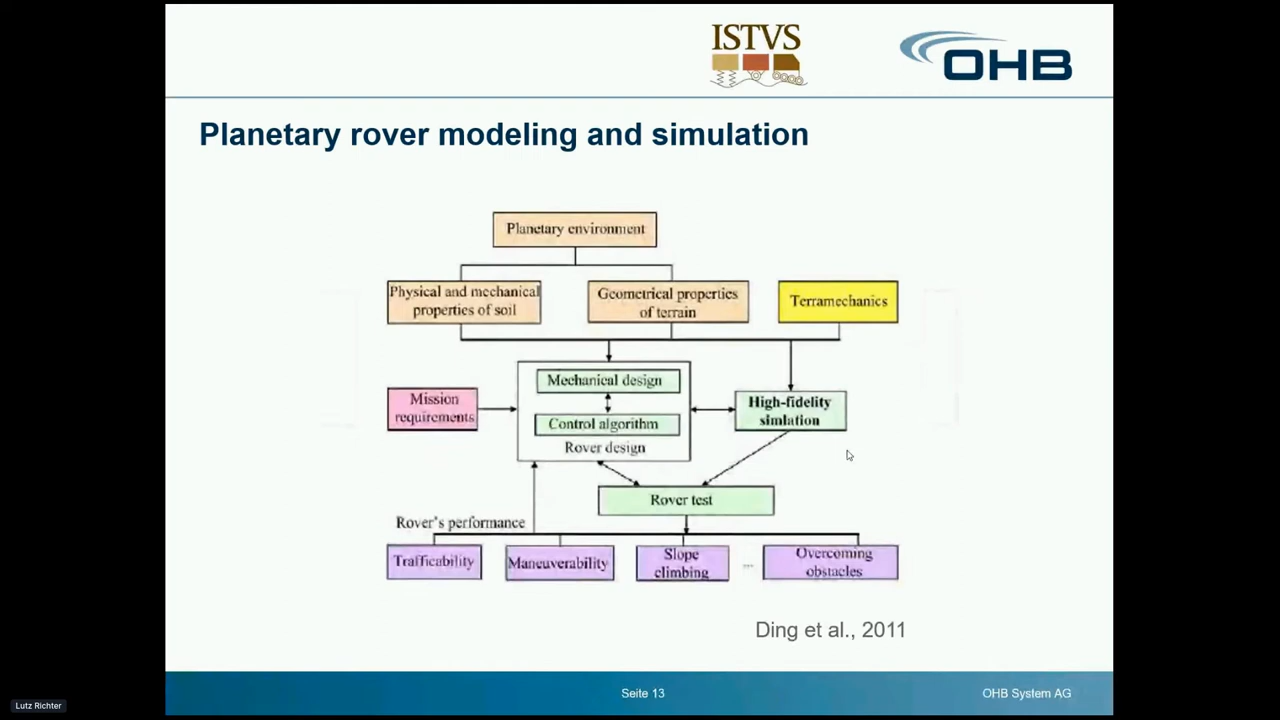 ISTVS
OHB
Planetary rover modeling and simulation
Planetary environment
Physical and mechanical
properties of soil
Geometrical properties
of terrain
Terramechanics
Mission
requirements
Mechanical design
Control algorithm
Rover design
High-fidelity
simlation
Rover test
Rover's performance
Trafficability
Maneuverability
Slope
climbing
...
Overcoming
obstacles
Ding et al., 2011
Seite 13
OHB System AG
Lutz Richter